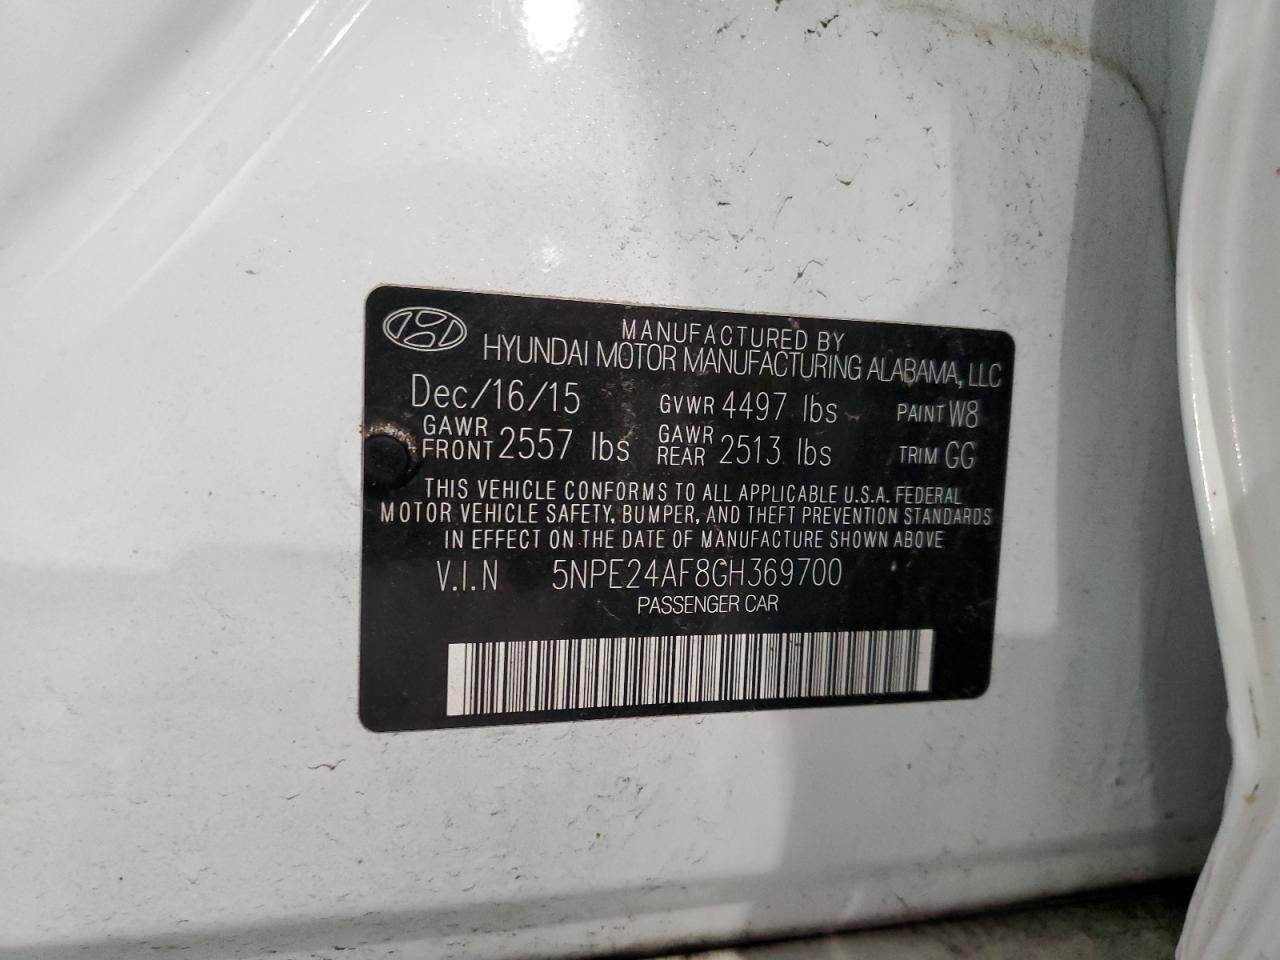 MANUFACTURED BY
HYUNDAI MOTOR MANUFACTURING ALABAMA, LLC
Dec/16/15 GVWR 4497 lbs PAINT W8
GAWR FRONT 2557 lbs GAWR REAR 2513 lbs TRIM GG
THIS VEHICLE CONFORMS TO ALL APPLICABLE U.S.A. FEDERAL
MOTOR VEHICLE SAFETY, BUMPER, AND THEFT PREVENTION STANDARDS
IN EFFECT ON THE DATE OF MANUFACTURE SHOWN ABOVE
V.I.N 5NPE24AF8GH369700
PASSENGER CAR